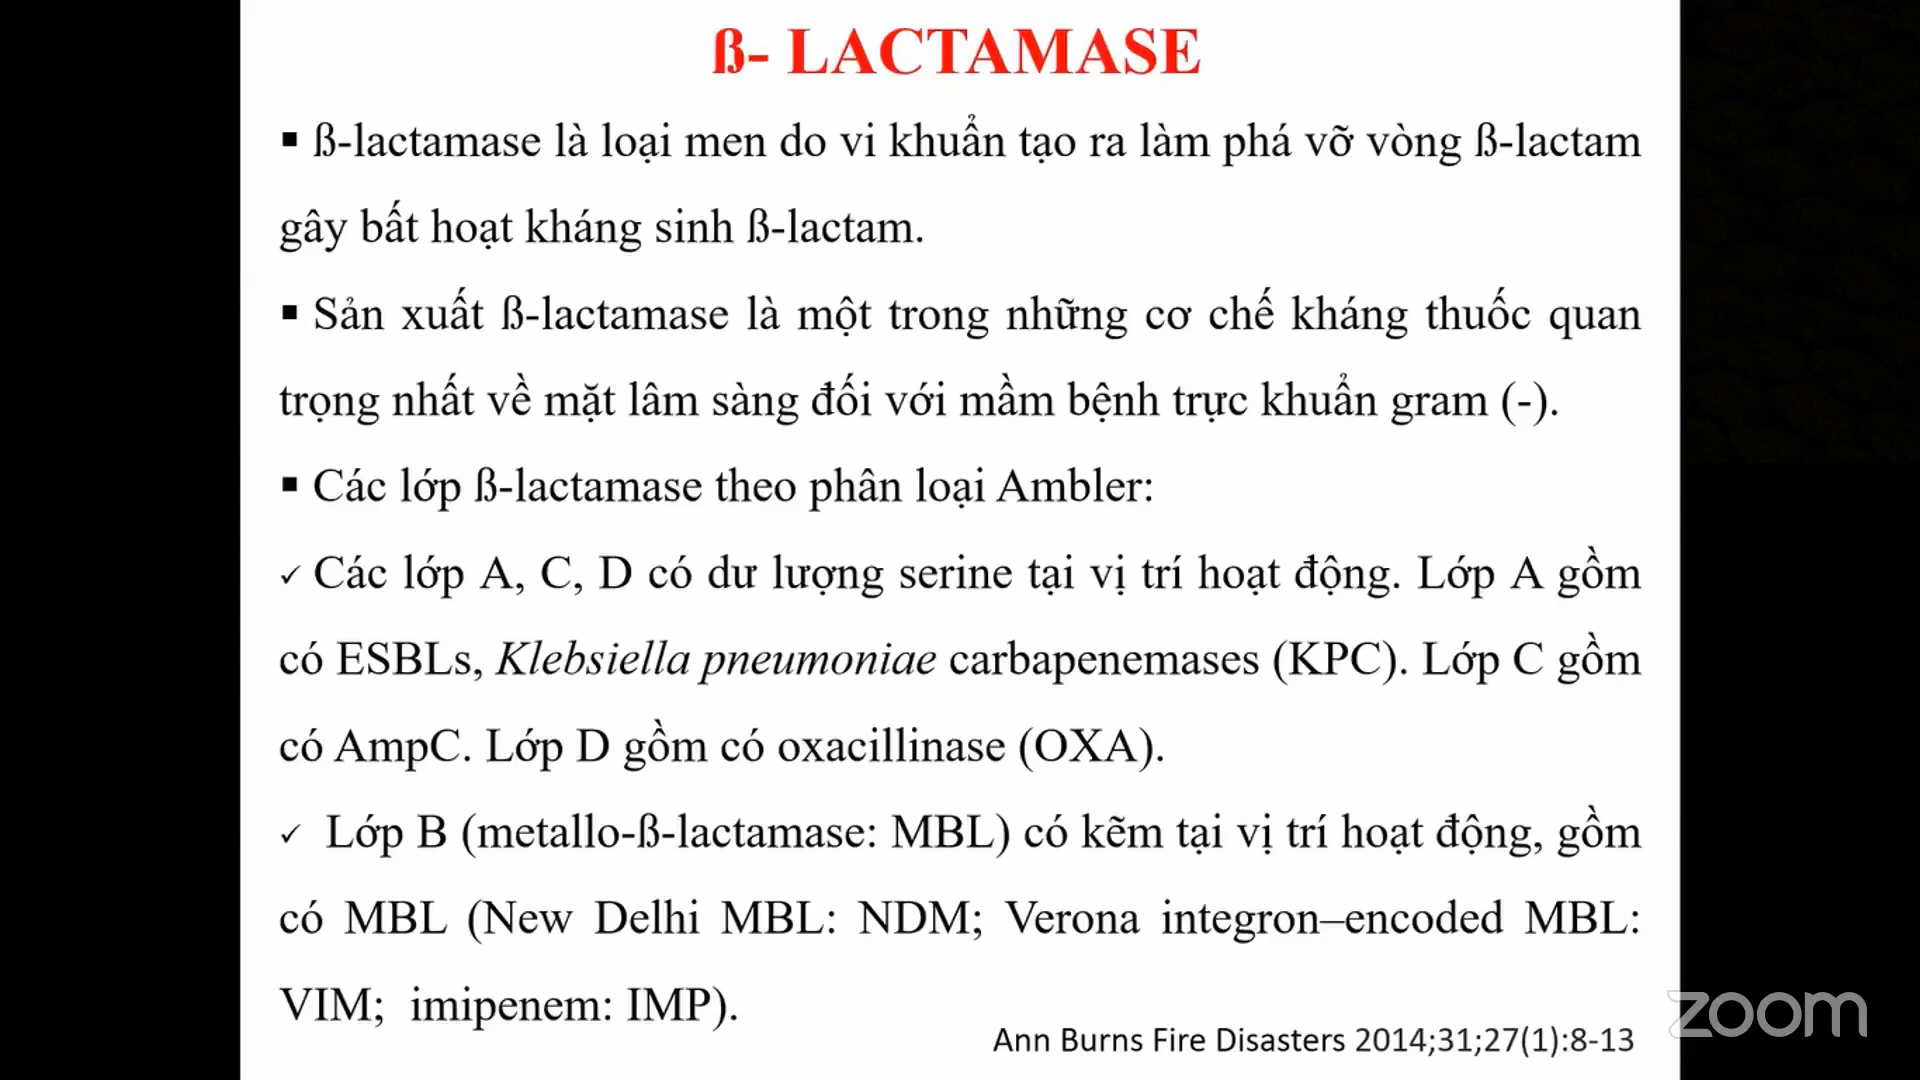 ß- LACTAMASE
▪ ß-lactamase là loại men do vi khuẩn tạo ra làm phá vỡ vòng ß-lactam
gây bất hoạt kháng sinh ß-lactam.
▪ Sản xuất ß-lactamase là một trong những cơ chế kháng thuốc quan
trọng nhất về mặt lâm sàng đối với mầm bệnh trực khuẩn gram (-).
▪ Các lớp ß-lactamase theo phân loại Ambler:
✓ Các lớp A, C, D có dư lượng serine tại vị trí hoạt động. Lớp A gồm
có ESBLs, Klebsiella pneumoniae carbapenemases (KPC). Lớp C gồm
có AmpC. Lớp D gồm có oxacillinase (OXA).
✓ Lớp B (metallo-ß-lactamase: MBL) có kẽm tại vị trí hoạt động, gồm
có MBL (New Delhi MBL: NDM; Verona integron–encoded MBL:
VIM; imipenem: IMP).
Ann Burns Fire Disasters 2014;31;27(1):8-13
zoom